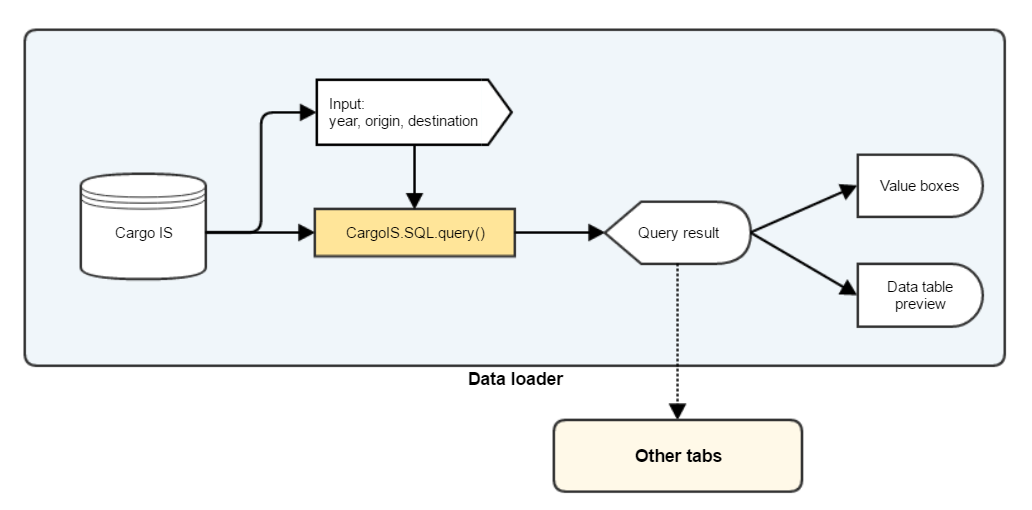 Input:
year, origin, destination
Cargo IS
CargoIS.SQL.query()
Query result
Value boxes
Data table
preview
Data loader
Other tabs